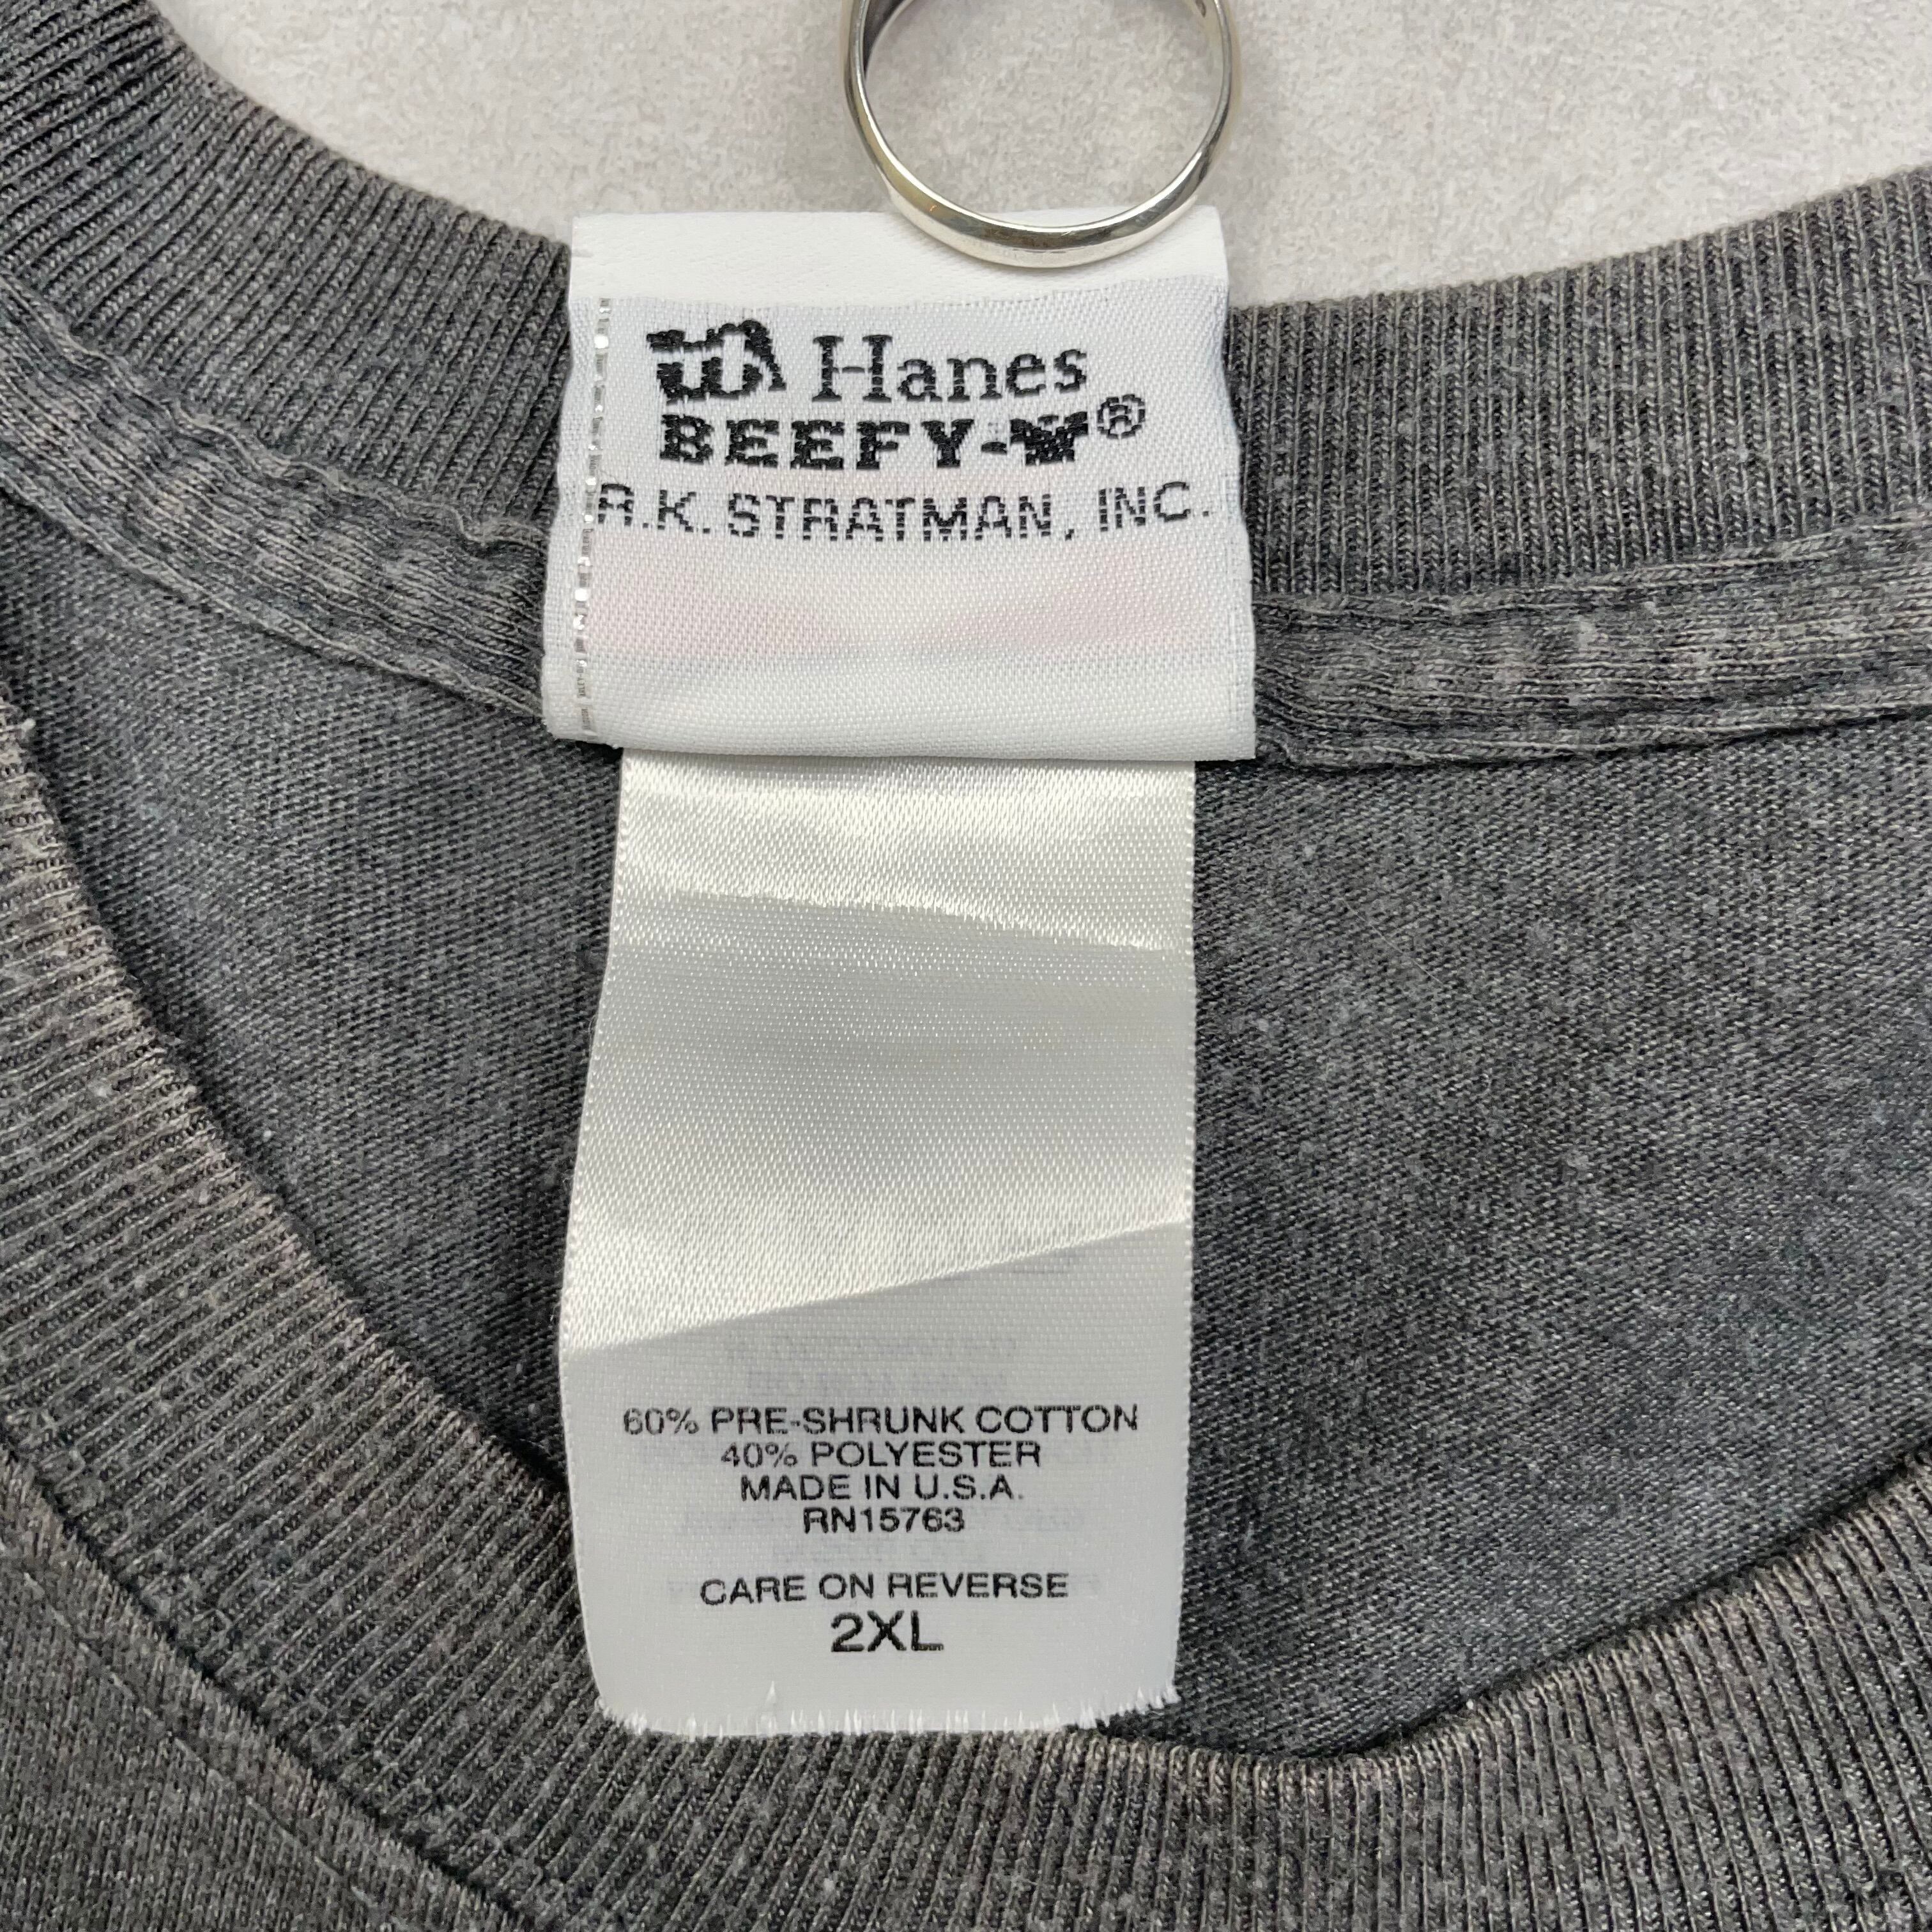 Hanes
BEEFY-T®
R.K. STRATMAN, INC.
60% PRE-SHRUNK COTTON
40% POLYESTER
MADE IN U.S.A.
RN15763
CARE ON REVERSE
2XL